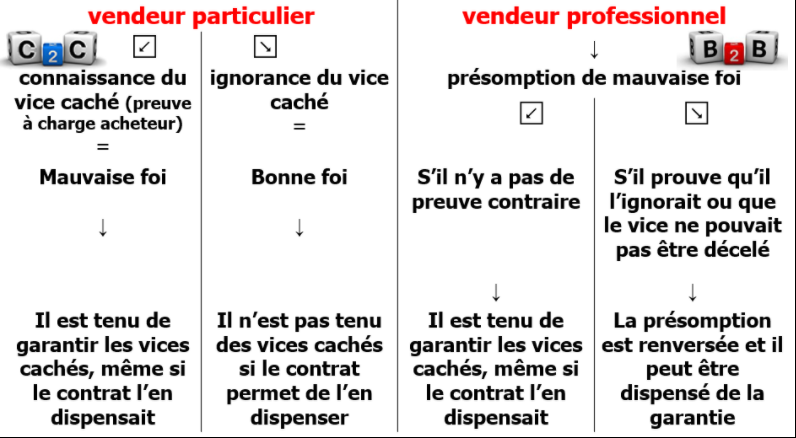 vendeur particulier
C 2 C
↙
↘
connaissance du
vice caché (preuve
à charge acheteur)
=
Mauvaise foi
↓
Il est tenu de
garantir les vices
cachés, même si
le contrat l’en
dispensait
ignorance du vice
caché
=
Bonne foi
↓
Il n’est pas tenu
des vices cachés
si le contrat
permet de l’en
dispenser
vendeur professionnel
B 2 B
↓
présomption de mauvaise foi
↙
↘
S’il n’y a pas de
preuve contraire
↓
Il est tenu de
garantir les vices
cachés, même si
le contrat l’en
dispensait
S’il prouve qu’il
l’ignorait ou que
le vice ne pouvait
pas être décelé
↓
La présomption
est renversée et il
peut être
dispensé de la
garantie